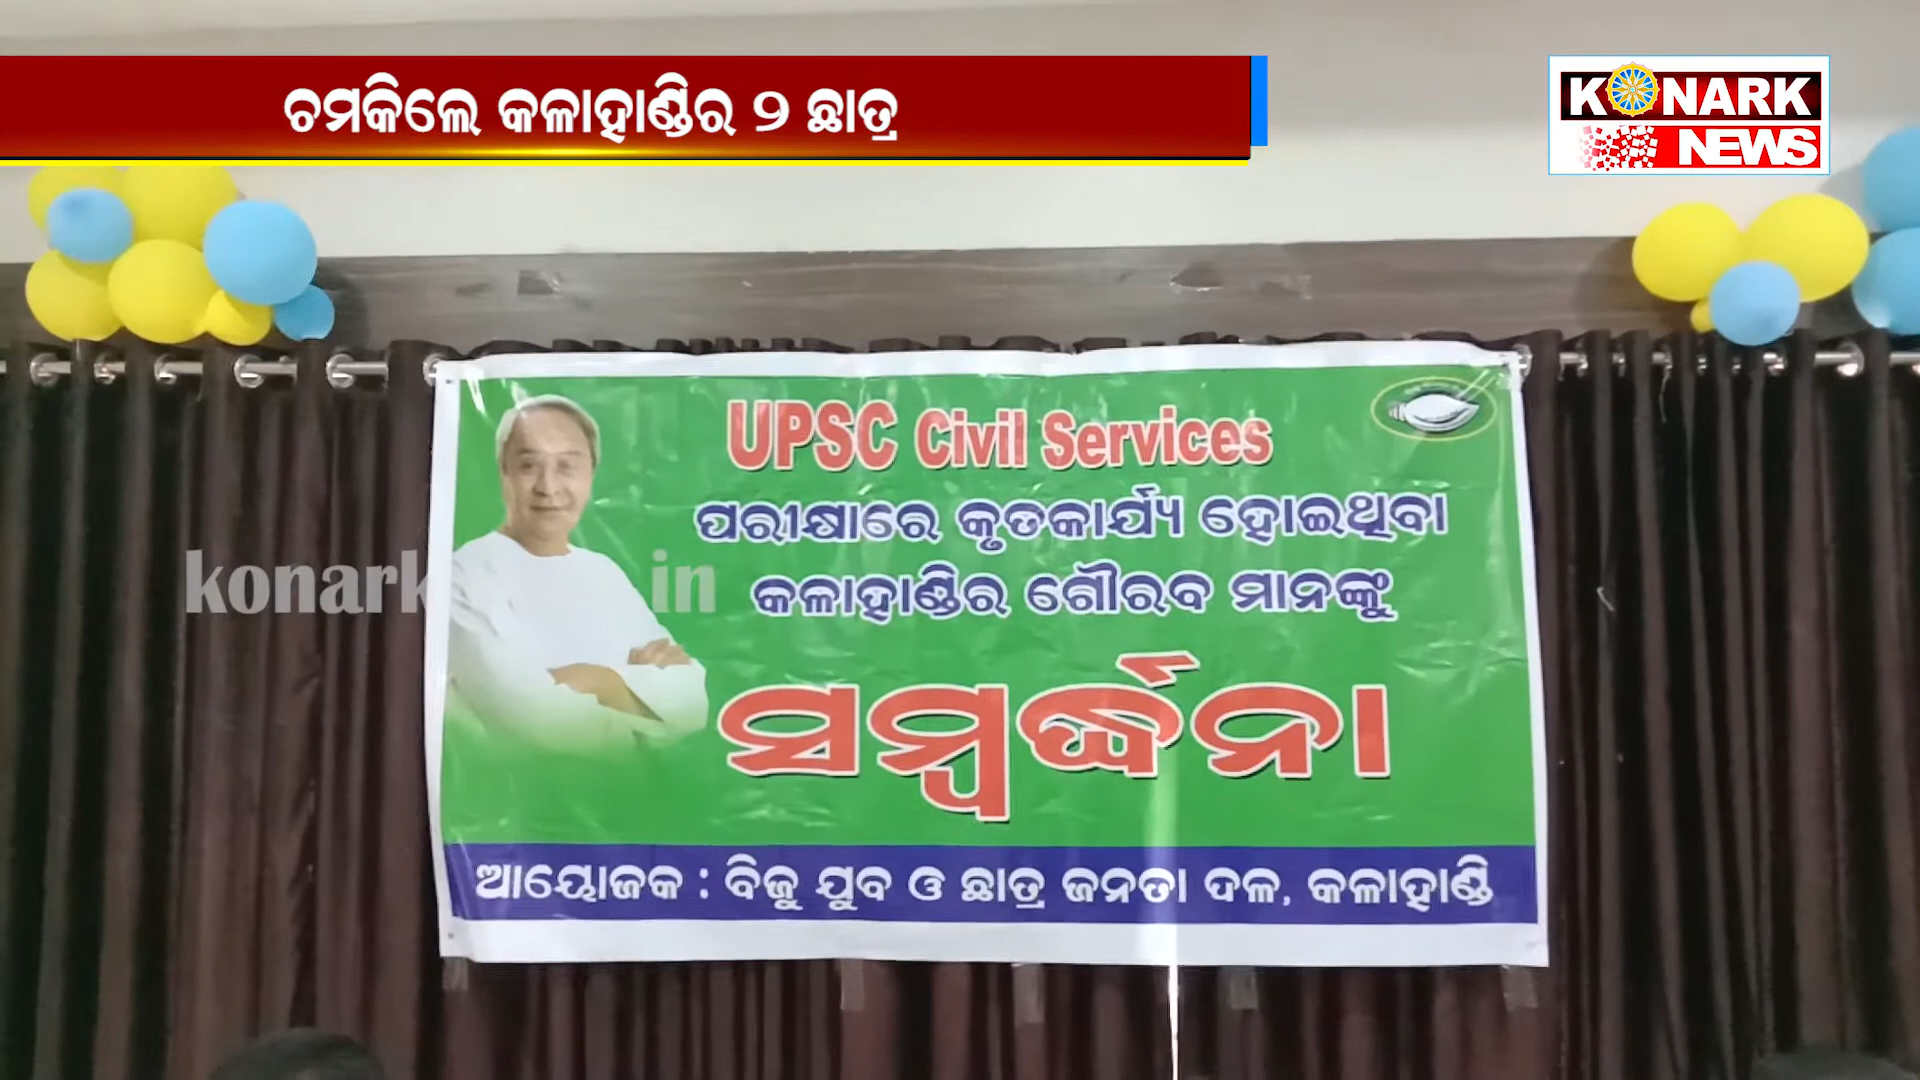 ଚମକିଲେ କଳାହାଣ୍ଡିର ୨ ଛାତ୍ର
KONARK
NEWS
UPSC Civil Services
ପରୀକ୍ଷାରେ କୃତକାର୍ଯ୍ୟ ହୋଇଥିବା
କଳାହାଣ୍ଡିର ଗୌରବ ମାନଙ୍କୁ
ସମ୍ବର୍ଦ୍ଧନା
ଆୟୋଜକ : ବିଜୁ ଯୁବ ଓ ଛାତ୍ର ଜନତା ଦଳ, କଳାହାଣ୍ଡି
konark in